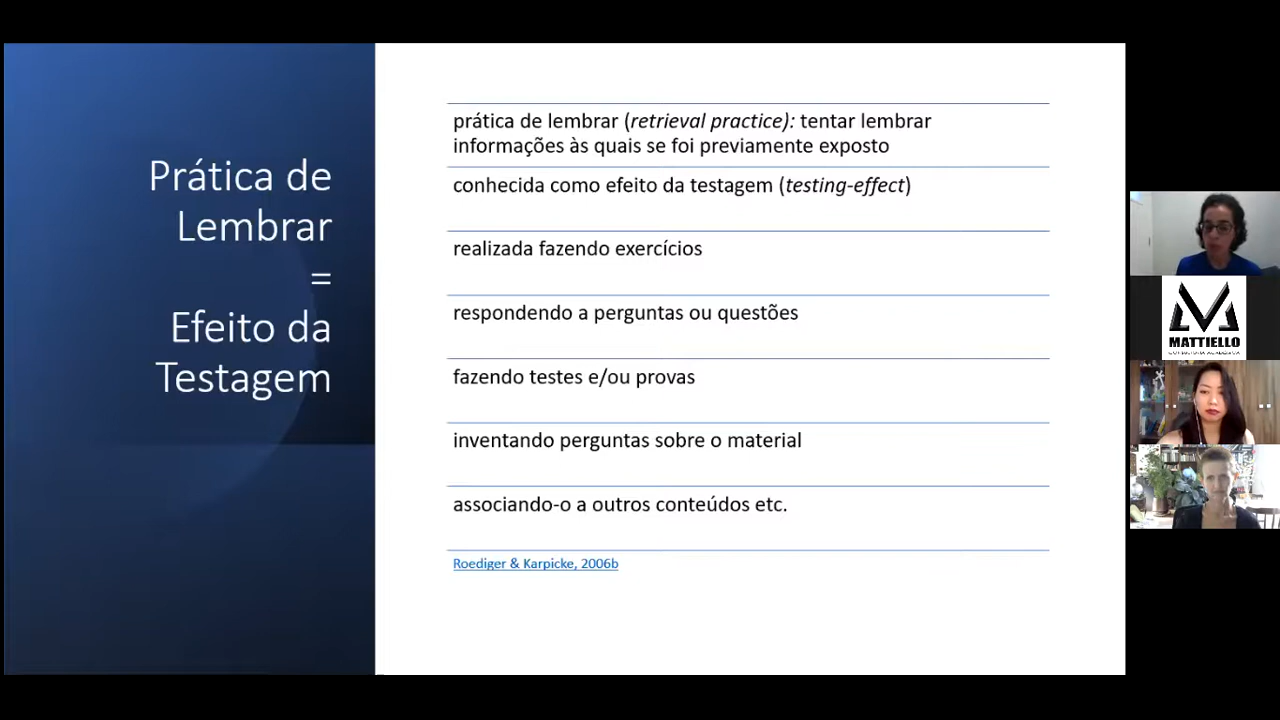 Prática de
Lembrar
=
Efeito da
Testagem
prática de lembrar (retrieval practice): tentar lembrar
informações às quais se foi previamente exposto
conhecida como efeito da testagem (testing-effect)
realizada fazendo exercícios
respondendo a perguntas ou questões
fazendo testes e/ou provas
inventando perguntas sobre o material
associando-o a outros conteúdos etc.
Roediger & Karpicke, 2006b
MATTIELLO
CONSULTORIA ACADÊMICA